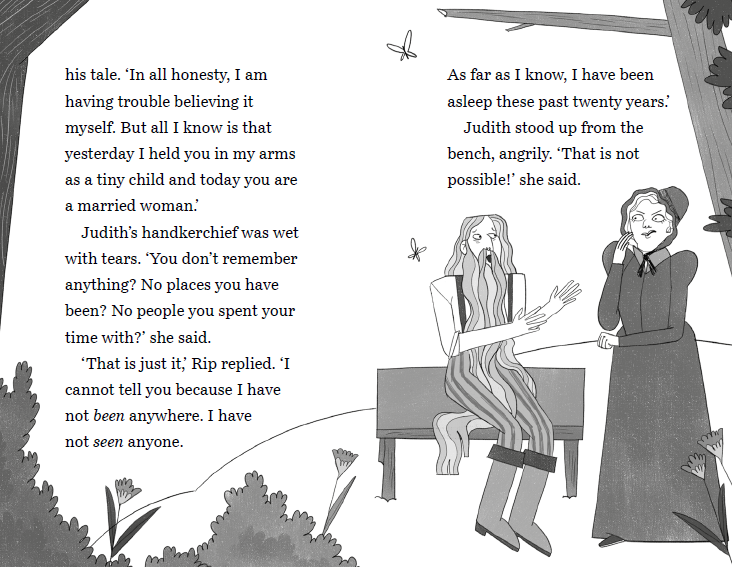 his tale. ‘In all honesty, I am
having trouble believing it
myself. But all I know is that
yesterday I held you in my arms
as a tiny child and today you are
a married woman.’
Judith’s handkerchief was wet
with tears. ‘You don’t remember
anything? No places you have
been? No people you spent your
time with?’ she said.
‘That is just it,’ Rip replied. ‘I
cannot tell you because I have
not been anywhere. I have
not seen anyone.
As far as I know, I have been
asleep these past twenty years.’
Judith stood up from the
bench, angrily. ‘That is not
possible!’ she said.